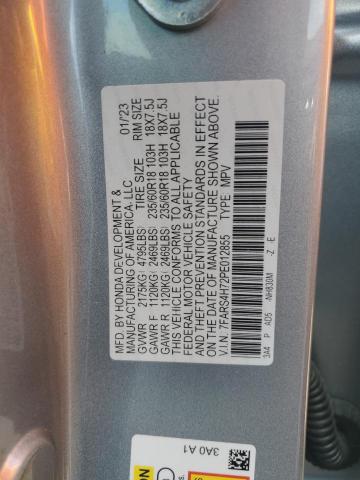 MFD. BY HONDA DEVELOPMENT & 01/'23
MANUFACTURING OF AMERICA, LLC
TIRE SIZE RIM SIZE
GVWR 2175KG( 4795LBS)
GAWR F 1120KG( 2469LBS) 235/60R18 103H 18X7.5J
GAWR R 1120KG( 2469LBS) 235/60R18 103H 18X7.5J
THIS VEHICLE CONFORMS TO ALL APPLICABLE
FEDERAL MOTOR VEHICLE SAFETY
AND THEFT PREVENTION STANDARDS IN EFFECT
ON THE DATE OF MANUFACTURE SHOWN ABOVE.
V.I.N. 7FARS4H72PE012855 TYPE MPV
3A4 P AD5 -NH830M -Z -E
3A0 A1